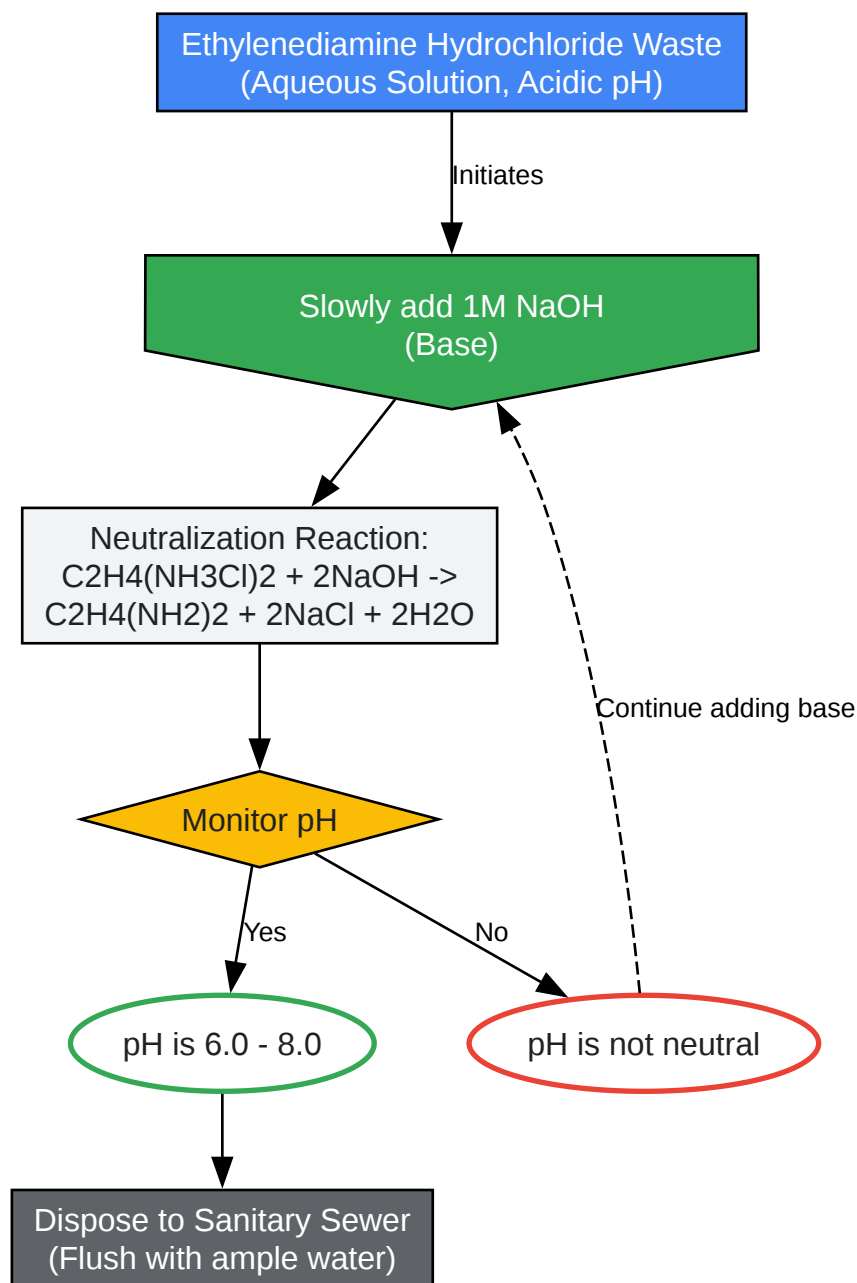 Ethylenediamine Hydrochloride Waste
(Aqueous Solution, Acidic pH)
Initiates
Slowly add 1M NaOH
(Base)
Neutralization Reaction:
C2H4(NH3Cl)2 + 2NaOH ->
C2H4(NH2)2 + 2NaCl + 2H2O
Continue adding base
Monitor pH
Yes
No
pH is 6.0 - 8.0
pH is not neutral
Dispose to Sanitary Sewer
(Flush with ample water)